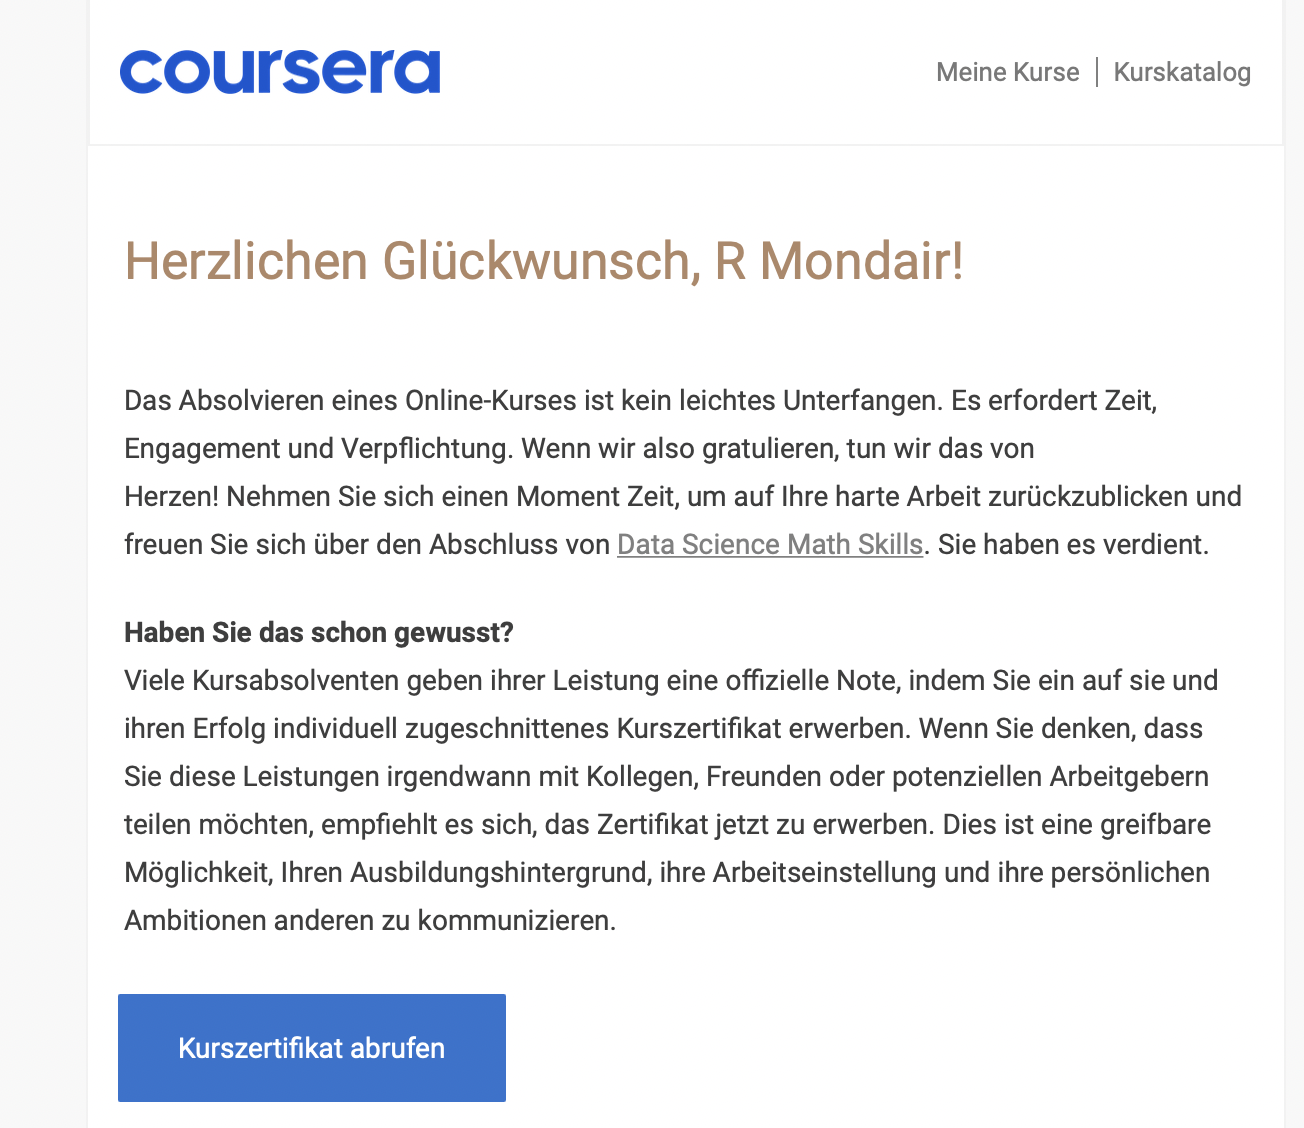 coursera
Meine Kurse | Kurskatalog
Herzlichen Glückwunsch, R Mondair!
Das Absolvieren eines Online-Kurses ist kein leichtes Unterfangen. Es erfordert Zeit,
Engagement und Verpflichtung. Wenn wir also gratulieren, tun wir das von
Herzen! Nehmen Sie sich einen Moment Zeit, um auf Ihre harte Arbeit zurückzublicken und
freuen Sie sich über den Abschluss von Data Science Math Skills. Sie haben es verdient.
Haben Sie das schon gewusst?
Viele Kursabsolventen geben ihrer Leistung eine offizielle Note, indem Sie ein auf sie und
ihren Erfolg individuell zugeschnittenes Kurszertifikat erwerben. Wenn Sie denken, dass
Sie diese Leistungen irgendwann mit Kollegen, Freunden oder potenziellen Arbeitgebern
teilen möchten, empfiehlt es sich, das Zertifikat jetzt zu erwerben. Dies ist eine greifbare
Möglichkeit, Ihren Ausbildungshintergrund, ihre Arbeitseinstellung und ihre persönlichen
Ambitionen anderen zu kommunizieren.
Kurszertifikat abrufen